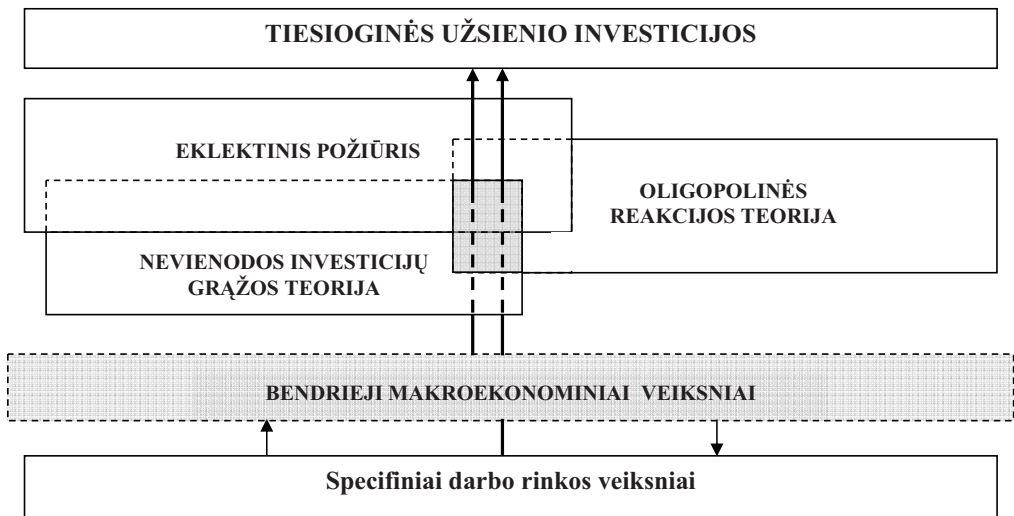 TIESIOGINĖS UŽSIENIO INVESTICIJOS
EKLEKTINIS POŽIŪRIS
OLIGOPOLINĖS
REAKCIJOS TEORIJA
NEVIENODOS INVESTICIJŲ
GRĄŽOS TEORIJA
BENDRIEJI MAKROEKONOMINIAI VEIKSNIAI
Specifiniai darbo rinkos veiksniai